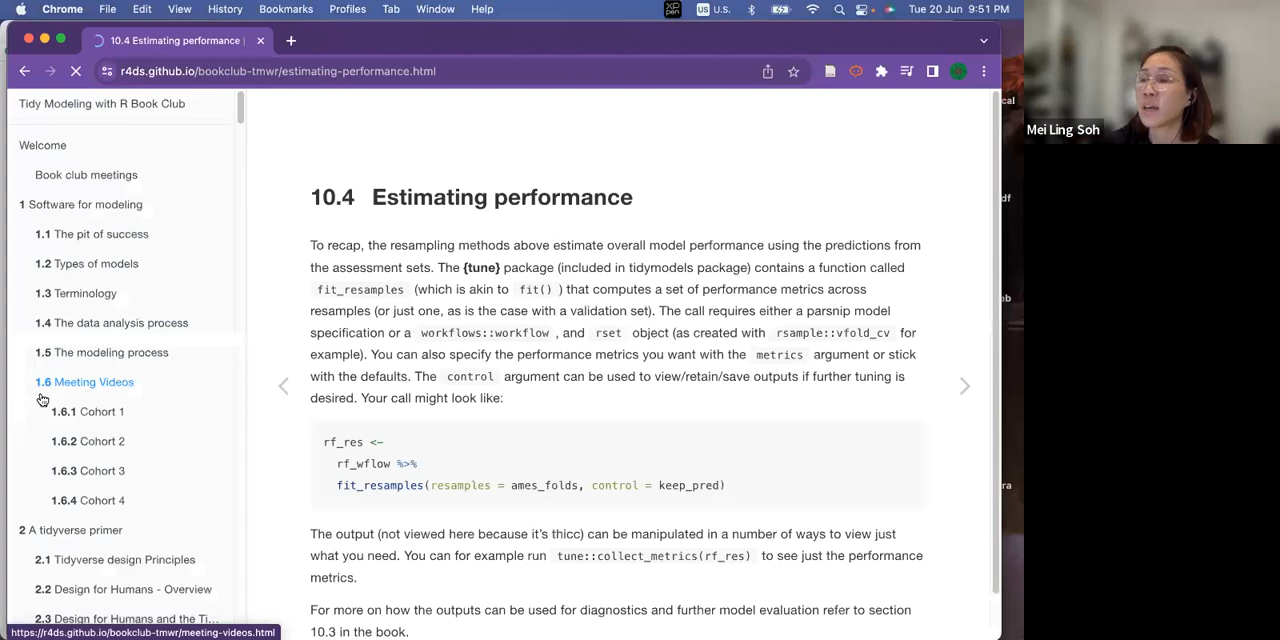 Chrome File Edit View History Bookmarks Profiles Tab Window Help XP PEN US U.S. Tue 20 Jun 9:51 PM
10.4 Estimating performance |
r4ds.github.io/bookclub-tmwr/estimating-performance.html
Tidy Modeling with R Book Club
Welcome
Book club meetings
1 Software for modeling
1.1 The pit of success
1.2 Types of models
1.3 Terminology
1.4 The data analysis process
1.5 The modeling process
1.6 Meeting Videos
1.6.1 Cohort 1
1.6.2 Cohort 2
1.6.3 Cohort 3
1.6.4 Cohort 4
2 A tidyverse primer
2.1 Tidyverse design Principles
2.2 Design for Humans - Overview
2.3 Design for Humans and the Ti...
https://r4ds.github.io/bookclub-tmwr/meeting-videos.html
10.4 Estimating performance
To recap, the resampling methods above estimate overall model performance using the predictions from
the assessment sets. The {tune} package (included in tidymodels package) contains a function called
fit_resamples (which is akin to fit() ) that computes a set of performance metrics across
resamples (or just one, as is the case with a validation set). The call requires either a parsnip model
specification or a workflows::workflow , and rset object (as created with rsample::vfold_cv for
example). You can also specify the performance metrics you want with the metrics argument or stick
with the defaults. The control argument can be used to view/retain/save outputs if further tuning is
desired. Your call might look like:
rf_res <-
rf_wflow %>%
fit_resamples(resamples = ames_folds, control = keep_pred)
The output (not viewed here because it's thicc) can be manipulated in a number of ways to view just
what you need. You can for example run tune::collect_metrics(rf_res) to see just the performance
metrics.
For more on how the outputs can be used for diagnostics and further model evaluation refer to section
10.3 in the book.
cal
df
eb
ra
Mei Ling Soh